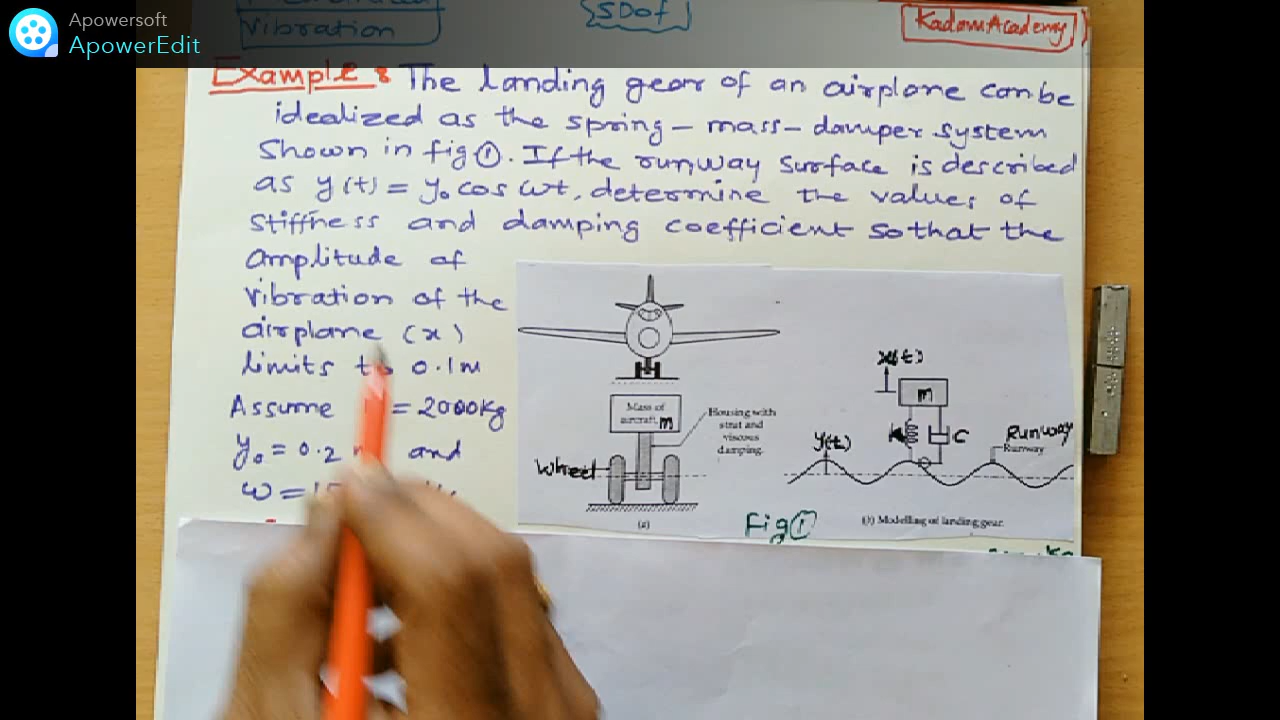 Apowersoft
ApowerEdit
Vibration
SDof
KadamAcademy
Example : The landing gear of an airplane can be
idealized as the spring - mass - damper system
Shown in fig ①. If the runway surface is described
as y(t) = y₀ cos ωt, determine the values of
stiffness and damping coefficient so that the
amplitude of
vibration of the
airplane (x)
limits to 0.1m
Assume = 2000kg
y₀ = 0.2 and
ω = 
Mass of
aircraft m
Housing with
strut and
viscous
damping.
Wheel
(a)
x(t)
m
y(t)
k
c
Runway
Runway
Fig ①
(b) Modelling of landing gear.